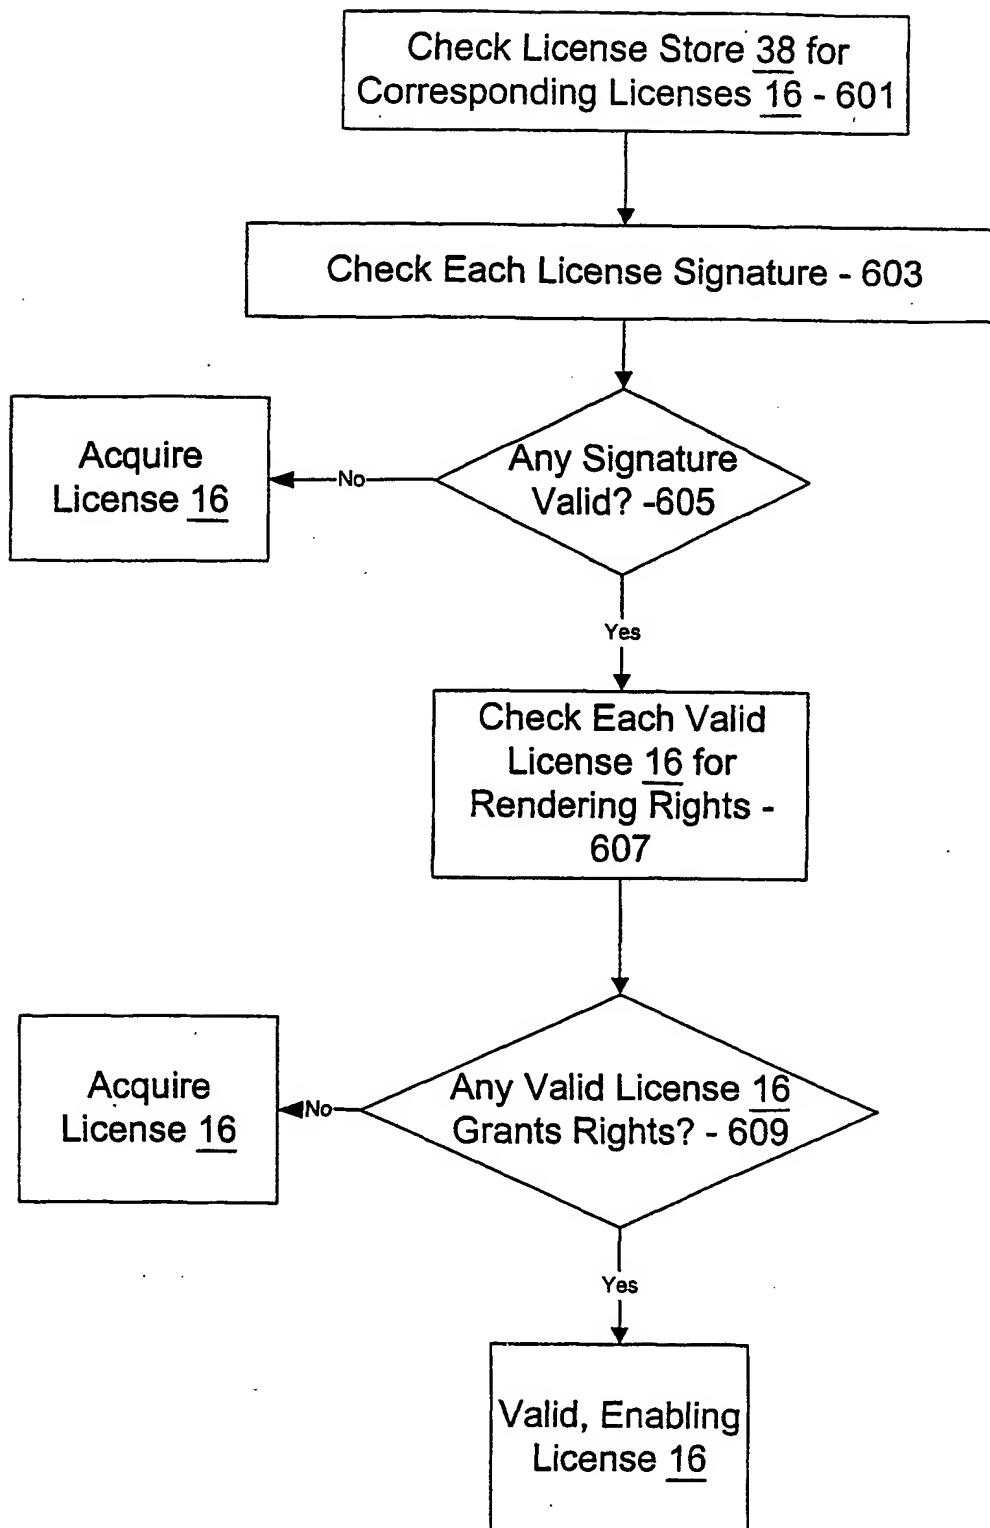 Check License Store 38 for
Corresponding Licenses 16 - 601
Check Each License Signature - 603
Any Signature
Valid? -605
No
Acquire
License 16
Yes
Check Each Valid
License 16 for
Rendering Rights -
607
Any Valid License 16
Grants Rights? - 609
No
Acquire
License 16
Yes
Valid, Enabling
License 16